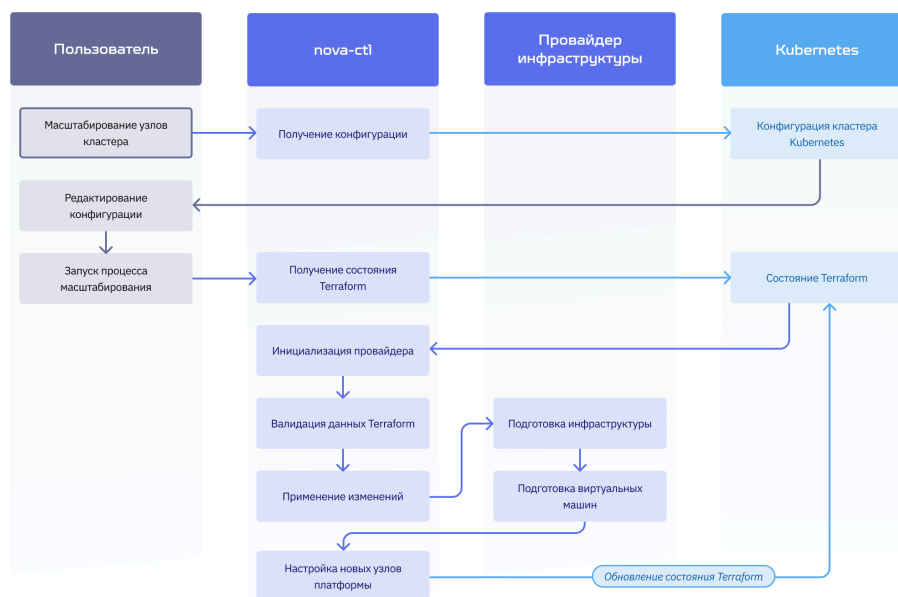 Пользователь
nova-ctl
Провайдер
инфраструктуры
Kubernetes
Масштабирование узлов
кластера
Получение конфигурации
Конфигурация кластера
Kubernetes
Редактирование
конфигурации
Запуск процесса
масштабирования
Получение состояния
Terraform
Состояние Terraform
Инициализация провайдера
Валидация данных Terraform
Подготовка инфраструктуры
Применение изменений
Подготовка виртуальных
машин
Настройка новых узлов
платформы
Обновление состояния Terraform